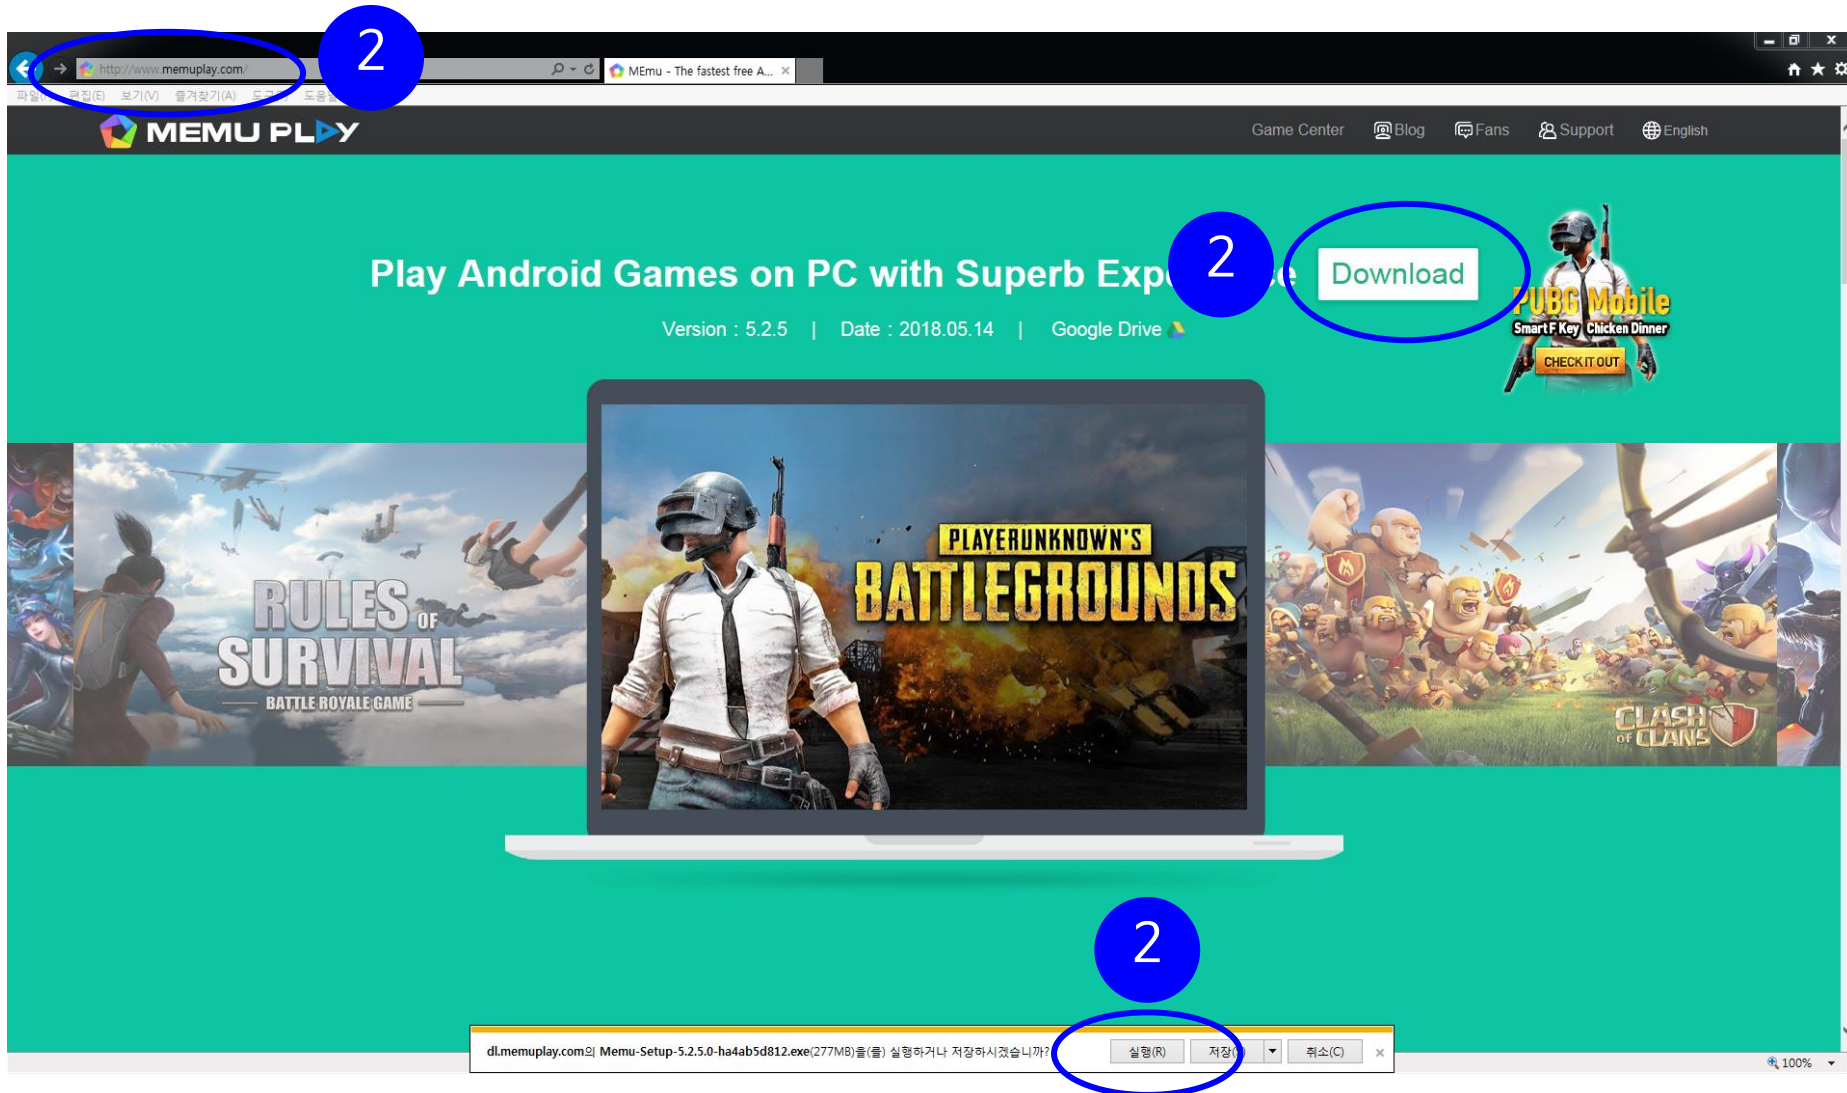 2
http://www.memuplay.com/
MEmu - The fastest free A...
편집(E) 보기(V) 즐겨찾기(A)
MEMU PLAY
Game Center Blog Fans Support English
2
Play Android Games on PC with Superb
Download
Version : 5.2.5 | Date : 2018.05.14 | Google Drive
PUBG Mobile
Smart F Key Chicken Dinner
CHECK IT OUT
PLAYERUNKNOWN'S
BATTLEGROUNDS
RULES OF
SURVIVAL
BATTLE ROYALE GAME
CLASH
OF CLANS
2
dl.memuplay.com의 Memu-Setup-5.2.5.0-ha4ab5d812.exe(277MB)을(를) 실행하거나 저장하시겠습니까?
실행(R) 저장 취소(C)
100%